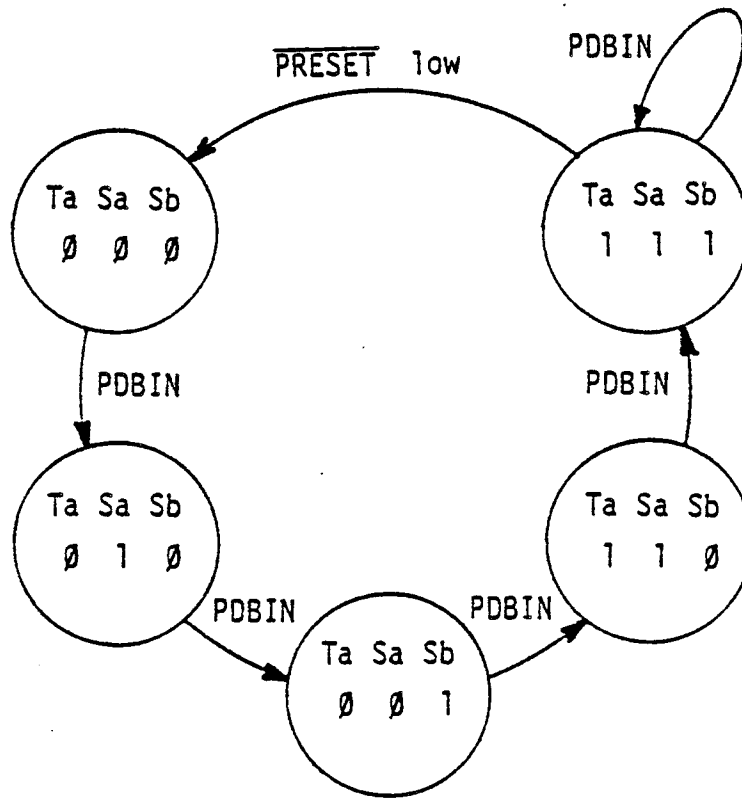 PRESET low
PDBIN
Ta Sa Sb
Ø Ø Ø
Ta Sa Sb
1 1 1
PDBIN
PDBIN
Ta Sa Sb
Ø 1 Ø
Ta Sa Sb
1 1 Ø
PDBIN
PDBIN
Ta Sa Sb
Ø Ø 1